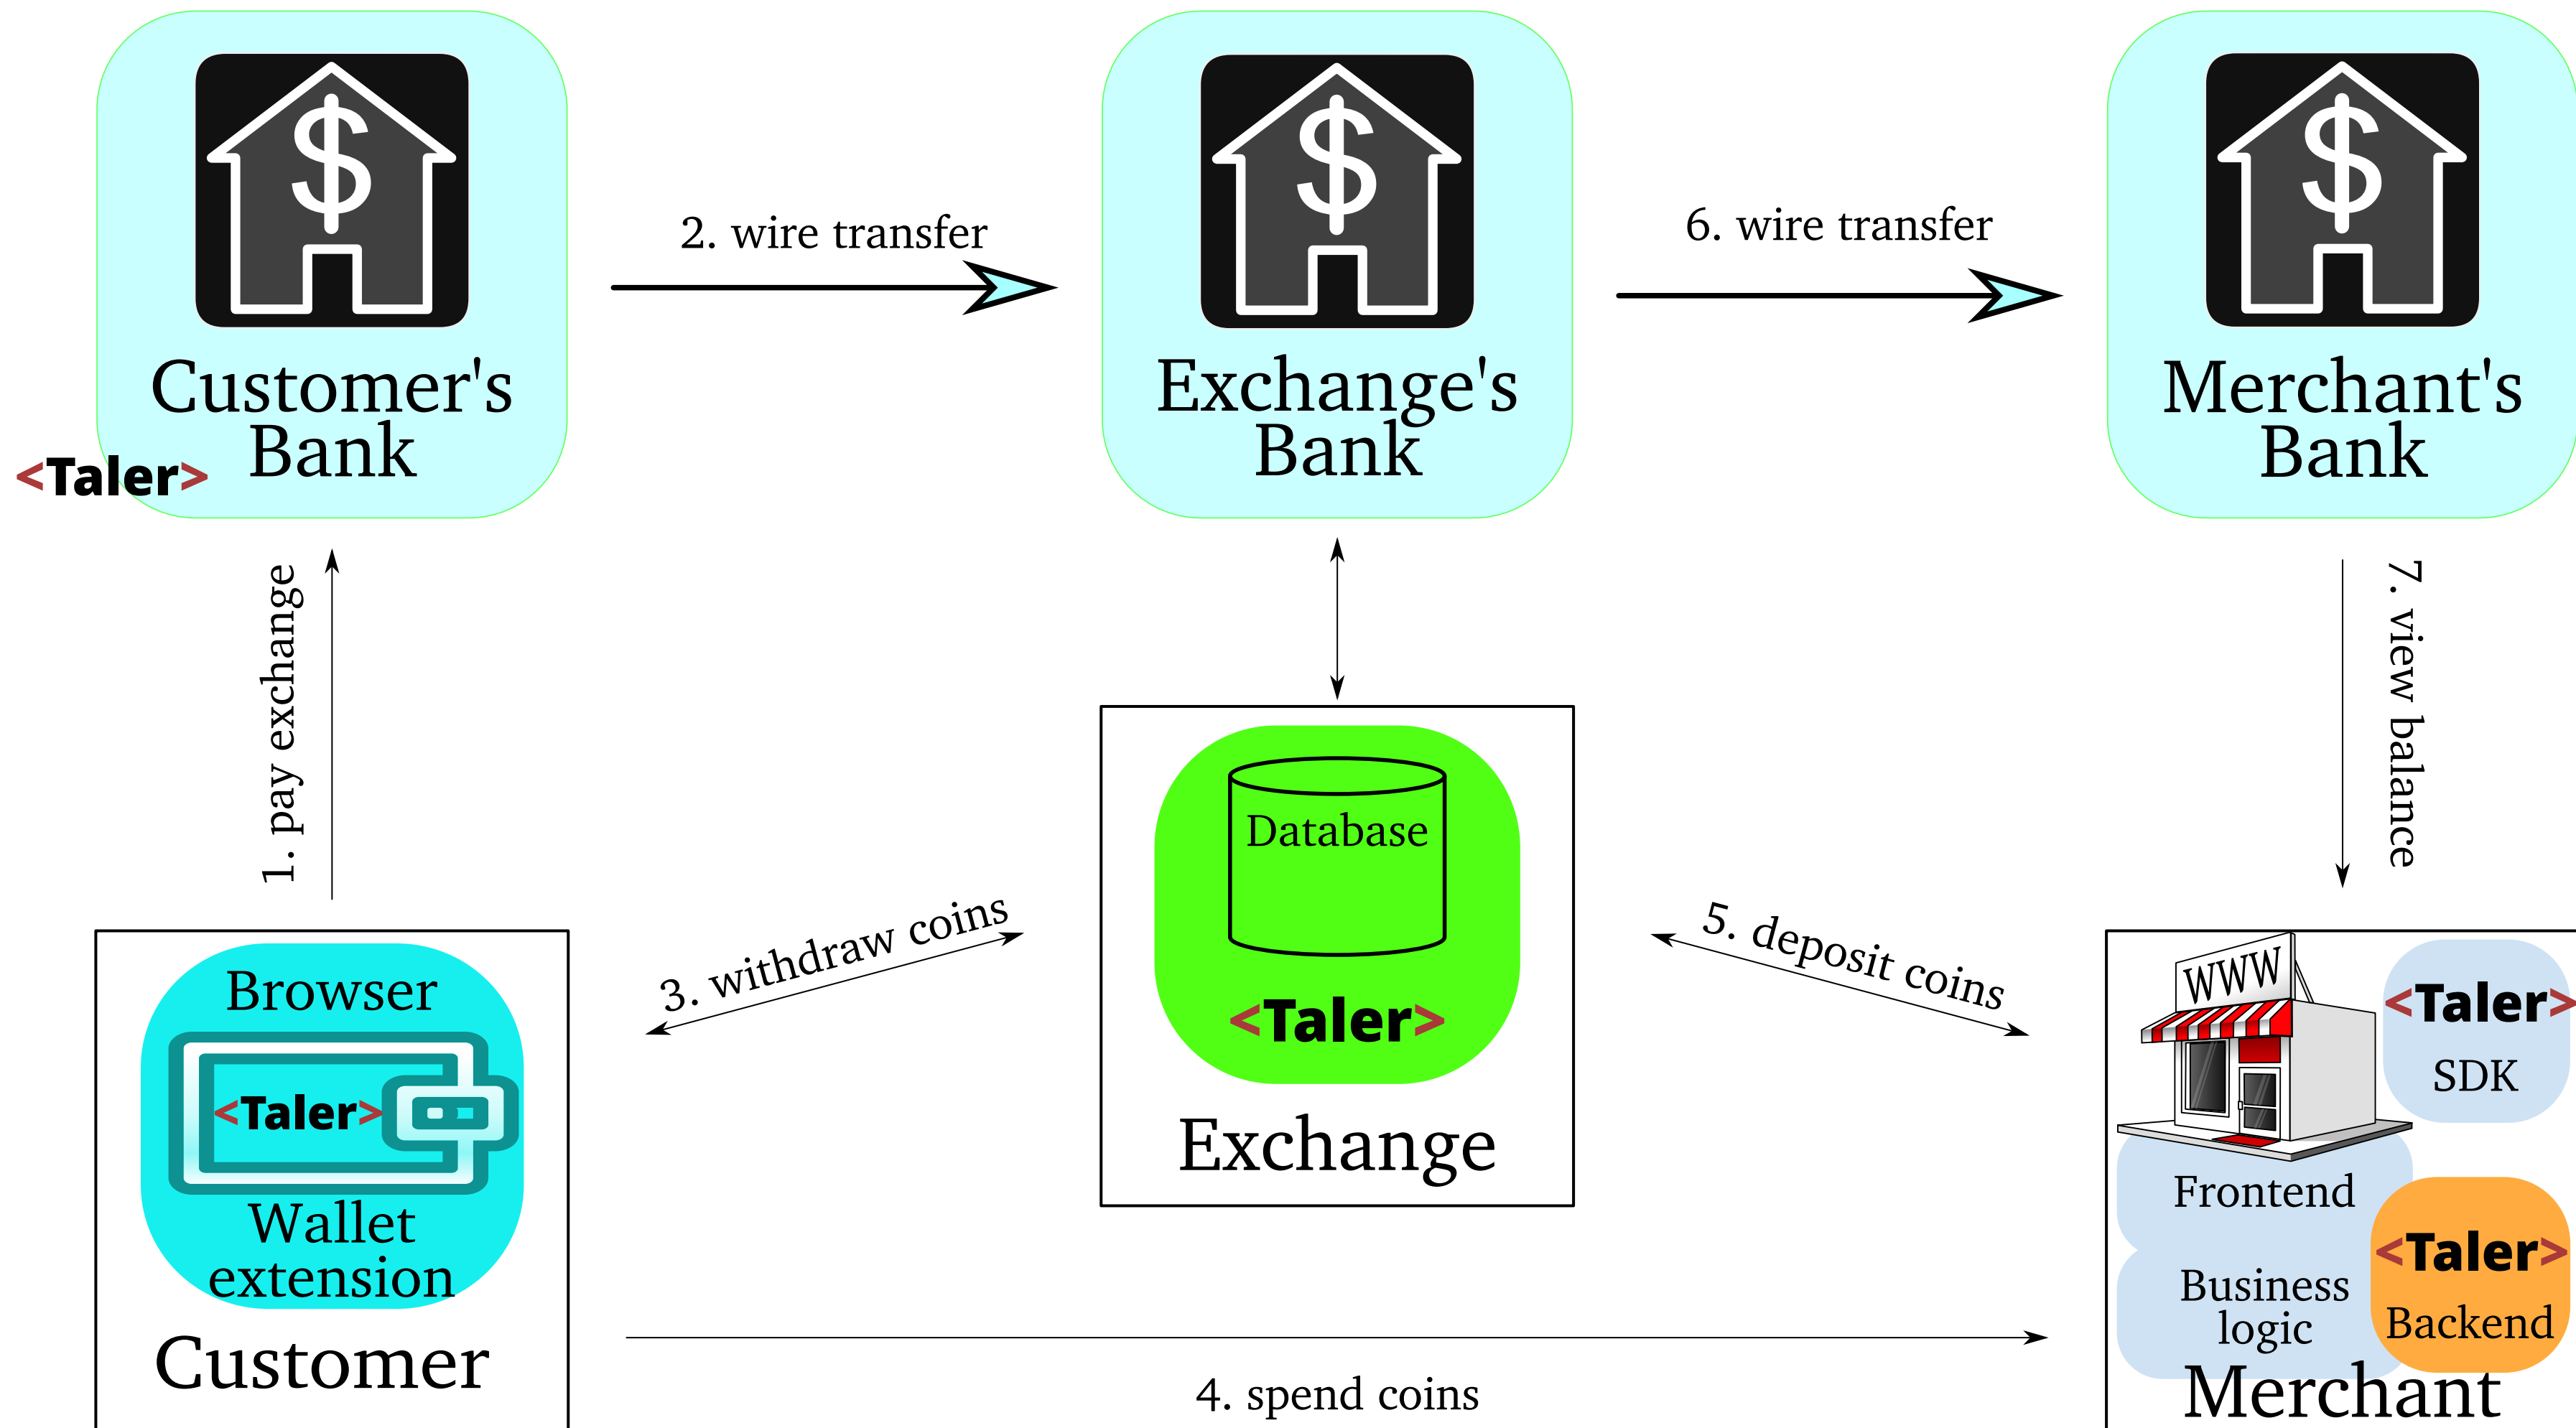 Customer's
Bank
<Taler>
2. wire transfer
Exchange's
Bank
6. wire transfer
Merchant's
Bank
1. pay exchange
7. view balance
Browser
<Taler>
Wallet
extension
Customer
3. withdraw coins
Database
<Taler>
Exchange
5. deposit coins
WWW
<Taler>
SDK
Frontend
Business
logic
<Taler>
Backend
Merchant
4. spend coins